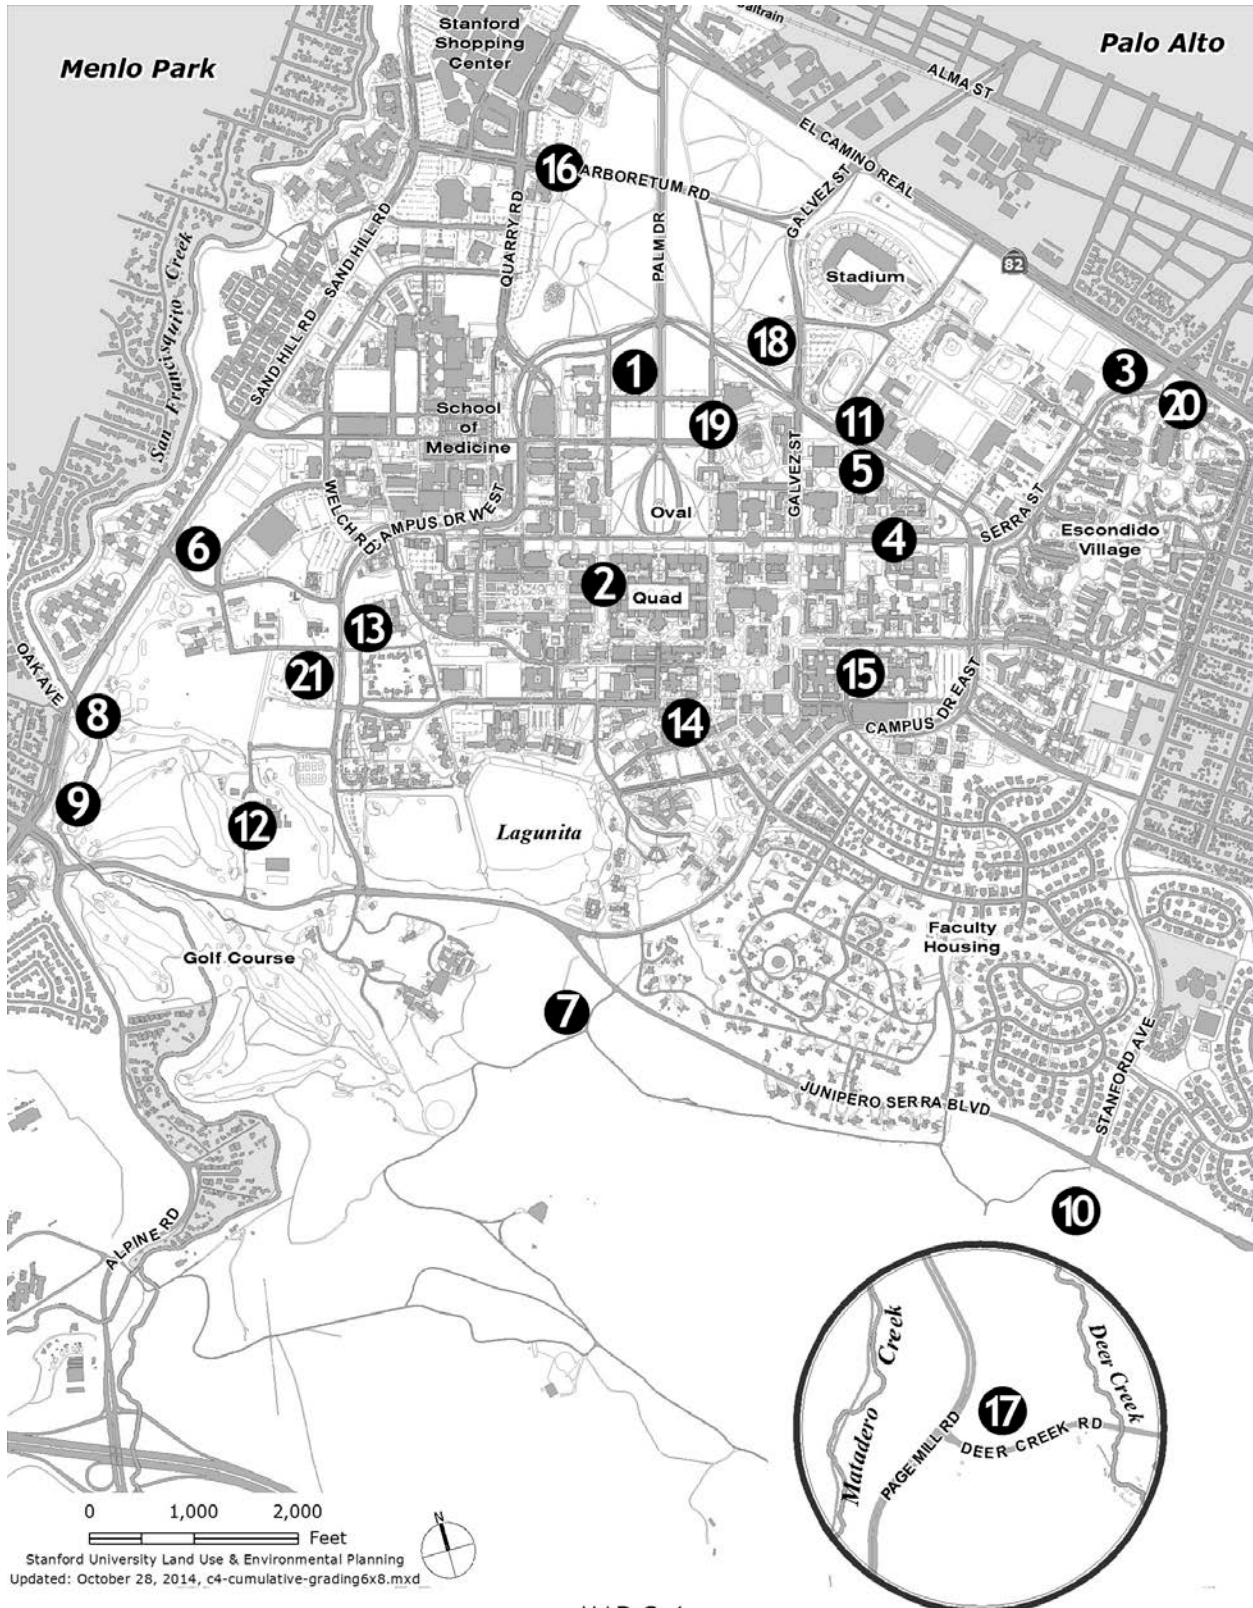 Caltrain
Stanford
Shopping
Center
Menlo Park
Palo Alto
ALMA ST
EL CAMINO REAL
16
ARBORETUM RD
GALVEZ ST
QUARRY RD
PALM DR
SAND HILL RD
San Francisquito Creek
Stadium
82
SAND HILL RD
18
1
3
20
School
of
Medicine
19
11
GALVEZ ST
5
WELCH RD
CAMPUS DR WEST
Oval
SERRA ST
Escondido
Village
6
4
2
Quad
13
OAK AVE
21
15
8
14
CAMPUS DR EAST
9
12
Lagunita
Golf Course
Faculty
Housing
7
JUNIPERO SERRA BLVD
STANFORD AVE
10
ALPINE RD
Matadero Creek
Deer Creek
17
PAGE MILL RD
DEER CREEK RD
0 1,000 2,000
Feet
N
Stanford University Land Use & Environmental Planning
Updated: October 28, 2014, c4-cumulative-grading6x8.mxd